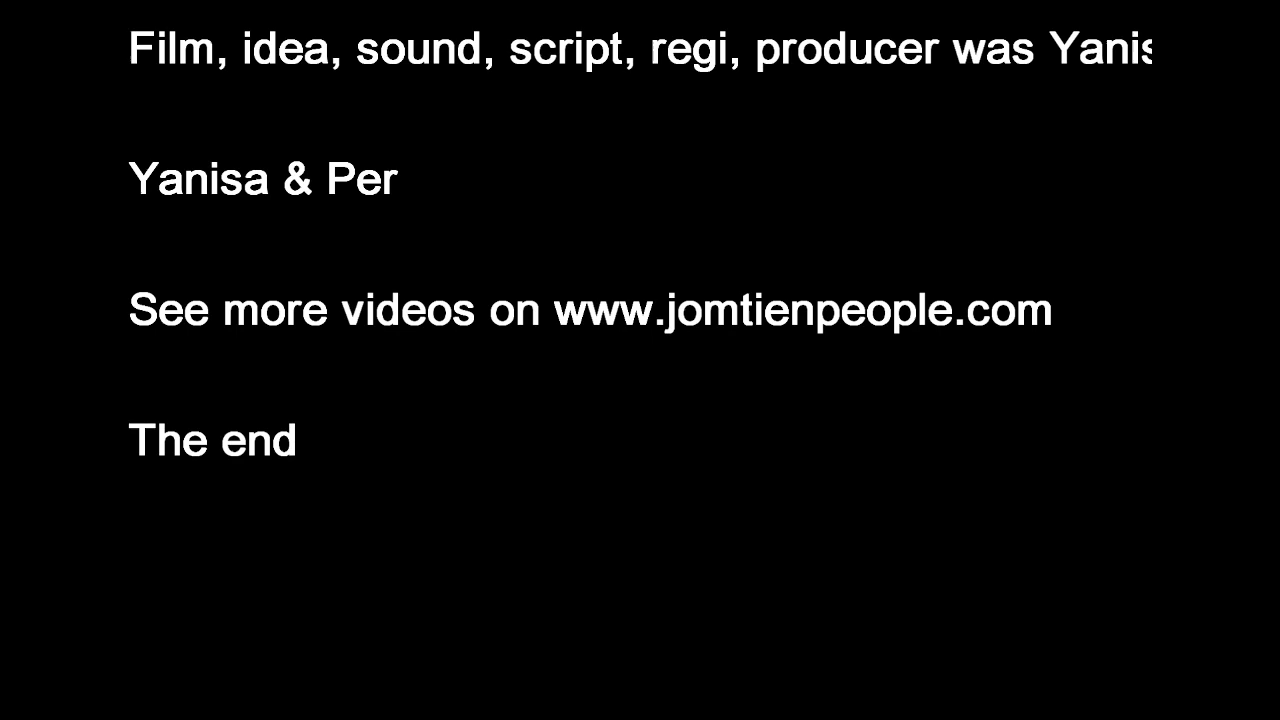 Film, idea, sound, script, regi, producer was Yanis
Yanisa & Per
See more videos on www.jomtienpeople.com
The end